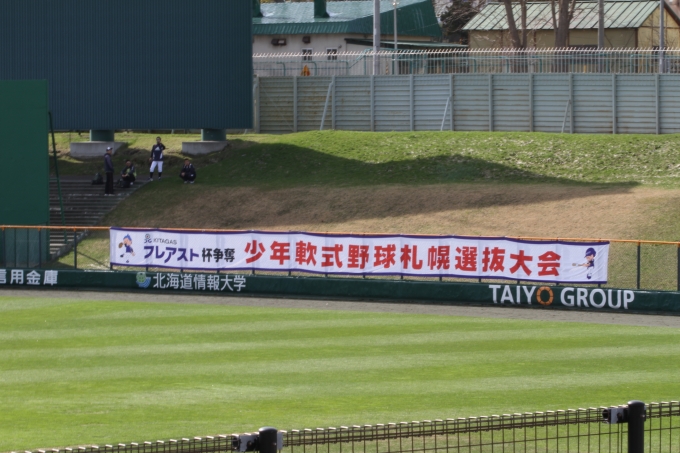 KITAGAS
フレアスト杯争奪 少年軟式野球札幌選抜大会
信用金庫
北海道情報大学
TAIYO GROUP